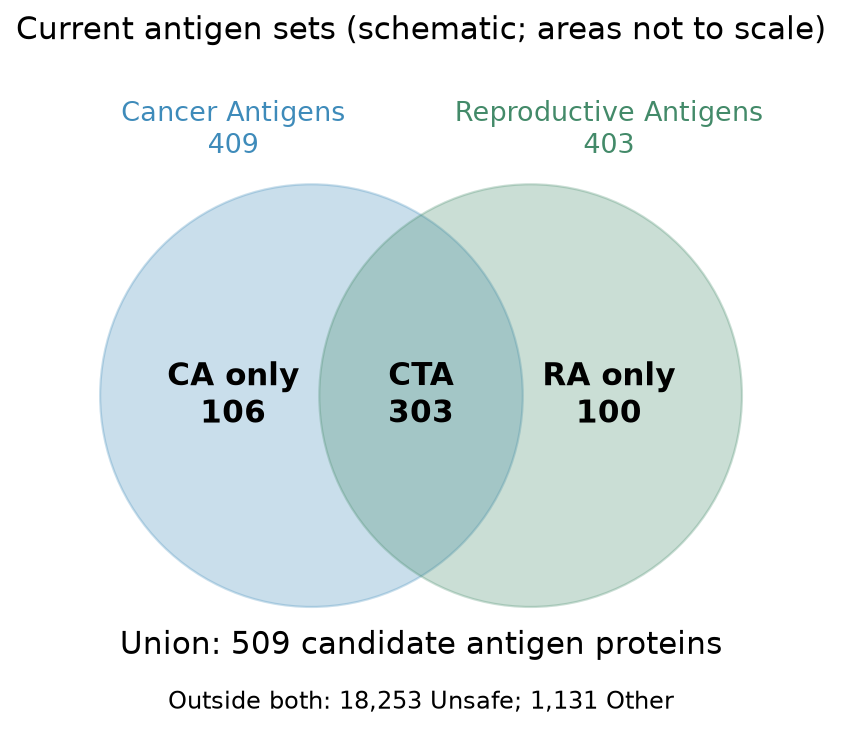 Current antigen sets (schematic; areas not to scale)
Cancer Antigens
409
Reproductive Antigens
403
CA only
106
CTA
303
RA only
100
Union: 509 candidate antigen proteins
Outside both: 18,253 Unsafe; 1,131 Other